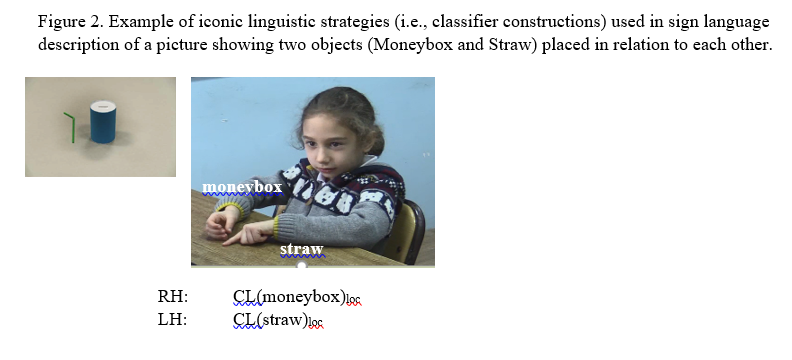 Figure 2. Example of iconic linguistic strategies (i.e., classifier constructions) used in sign language
description of a picture showing two objects (Moneybox and Straw) placed in relation to each other.
moneybox
straw
RH: CL(moneybox)loc
LH: CL(straw)loc